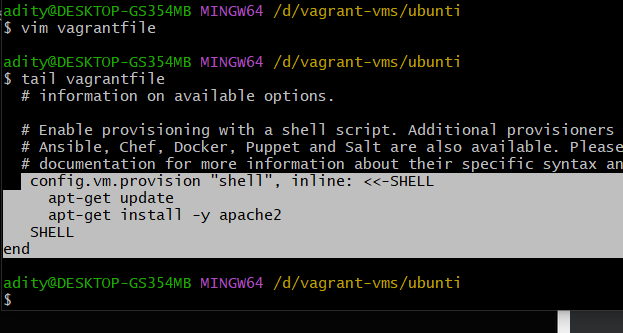 adity@DESKTOP-GS354MB MINGW64 /d/vagrant-vms/ubunti
$ vim vagrantfile
adity@DESKTOP-GS354MB MINGW64 /d/vagrant-vms/ubunti
$ tail vagrantfile
# information on available options.
# Enable provisioning with a shell script. Additional provisioners
# Ansible, Chef, Docker, Puppet and Salt are also available. Please
# documentation for more information about their specific syntax an
config.vm.provision "shell", inline: <<-SHELL
apt-get update
apt-get install -y apache2
SHELL
end
adity@DESKTOP-GS354MB MINGW64 /d/vagrant-vms/ubunti
$